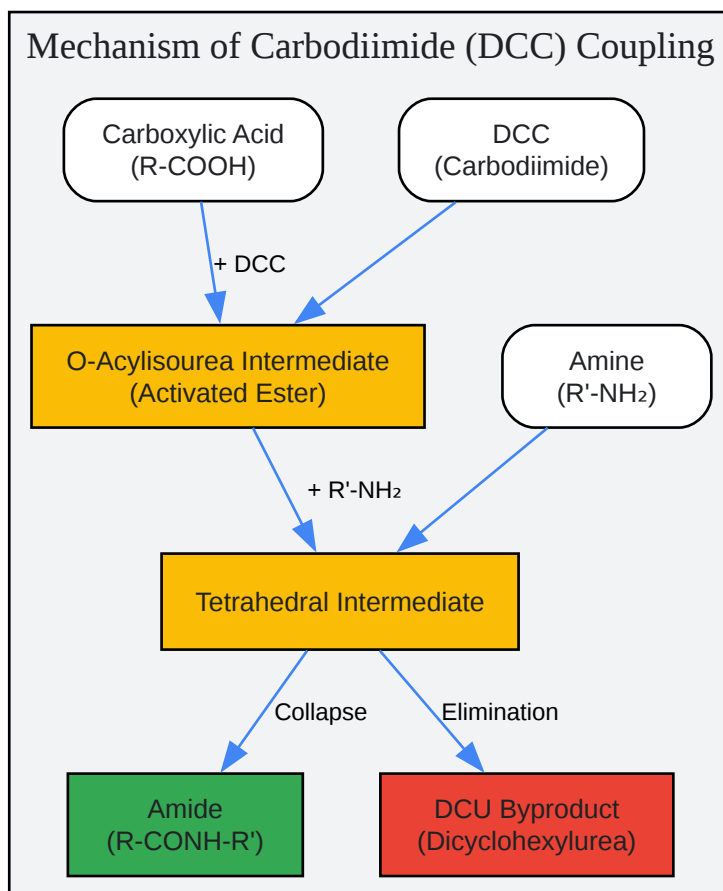 Mechanism of Carbodiimide (DCC) Coupling
Carboxylic Acid
(R-COOH)
DCC
(Carbodiimide)
+ DCC
O-Acylisourea Intermediate
(Activated Ester)
Amine
(R'-NH₂)
+ R'-NH₂
Tetrahedral Intermediate
Collapse
Elimination
Amide
(R-CONH-R')
DCU Byproduct
(Dicyclohexylurea)